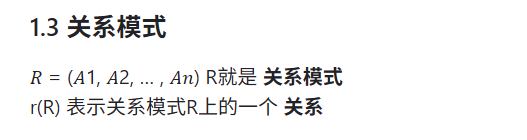 1.3 关系模式
R = (A1, A2, ... , An) R就是 关系模式
r(R) 表示关系模式R上的一个 关系